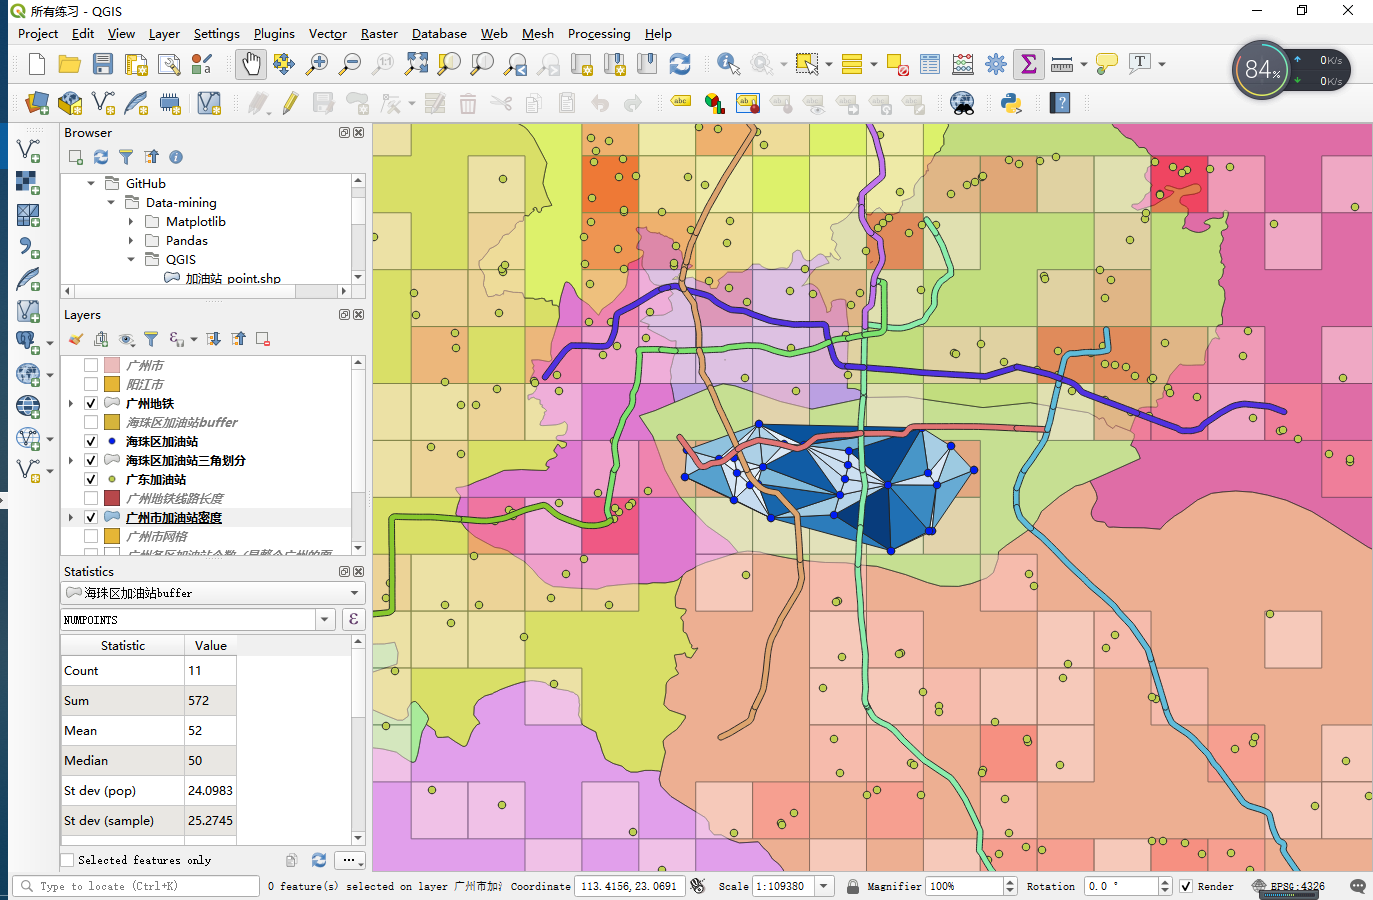 所有练习 - QGIS
Project Edit View Layer Settings Plugins Vector Raster Database Web Mesh Processing Help
84%
0K/s
0K/s
Browser
GitHub
Data-mining
Matplotlib
Pandas
QGIS
加油站_point.shp
Layers
广州市
阳江市
广州地铁
海珠区加油站buffer
海珠区加油站
海珠区加油站三角划分
广东加油站
广州地铁线路长度
广州市加油站密度
广州市网格
Statistics
海珠区加油站buffer
NUMPOINTS
Statistic Value
Count 11
Sum 572
Mean 52
Median 50
St dev (pop) 24.0983
St dev (sample) 25.2745
Selected features only
Type to locate (Ctrl+K) 0 feature(s) selected on layer 广州市加 Coordinate 113.4156,23.0691 Scale 1:109380 Magnifier 100% Rotation 0.0 ° Render EPSG:4326